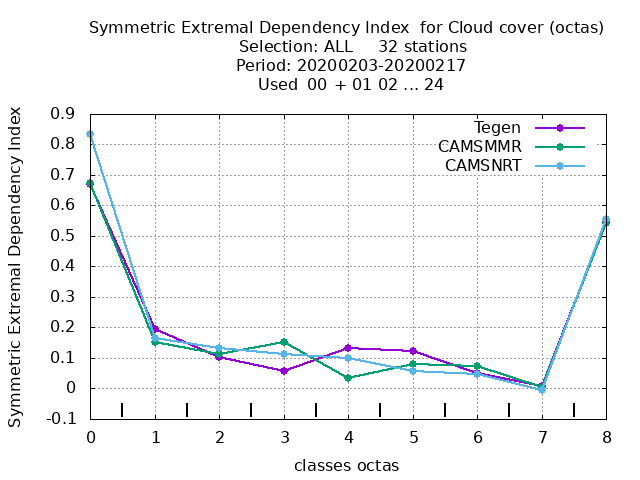 Symmetric Extremal Dependency Index  for Cloud cover (octas)
Selection: ALL     32 stations
Period: 20200203-20200217
Used  00  + 01 02 ... 24
Symmetric Extremal Dependency Index
0.9
0.8
0.7
0.6
0.5
0.4
0.3
0.2
0.1
0
-0.1
Tegen
CAMSMMR
CAMSNRT
0 1 2 3 4 5 6 7 8
classes octas